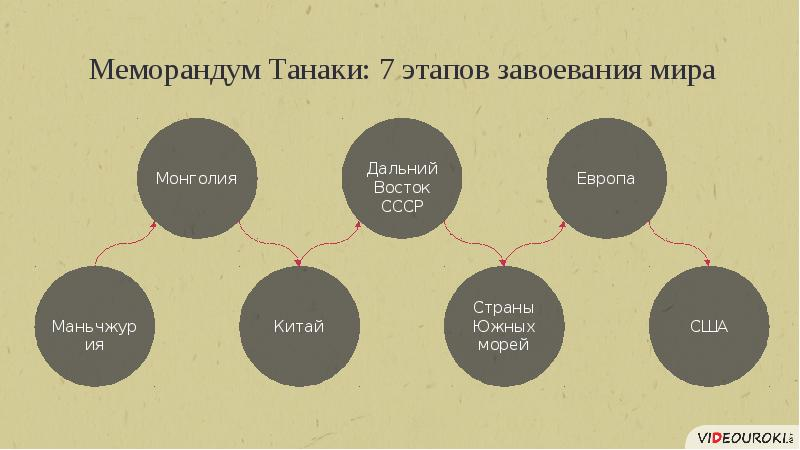 Меморандум Танаки: 7 этапов завоевания мира
Маньчжур
ия
Монголия
Китай
Дальний
Восток
СССР
Страны
Южных
морей
Европа
США
VIDEOUROKI.NET